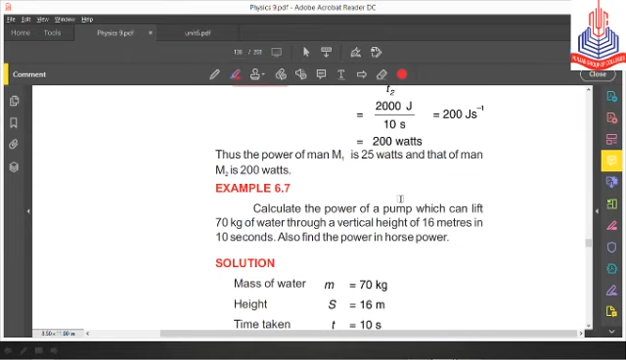 Physics 9.pdf - Adobe Acrobat Reader DC
File Edit View Window Help
Home Tools Physics 9.pdf × unit6.pdf
Comment
Close
PUNJAB GROUP OF COLLEGES
t₂
= 2000 J / 10 s = 200 Js⁻¹
= 200 watts
Thus the power of man M₁ is 25 watts and that of man
M₂ is 200 watts.
EXAMPLE 6.7
Calculate the power of a pump which can lift
70 kg of water through a vertical height of 16 metres in
10 seconds. Also find the power in horse power.
SOLUTION
Mass of water m = 70 kg
Height S = 16 m
Time taken t = 10 s